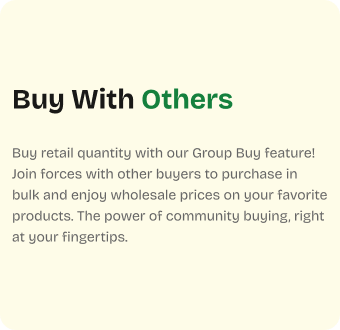 Buy With Others
Buy retail quantity with our Group Buy feature!
Join forces with other buyers to purchase in
bulk and enjoy wholesale prices on your favorite
products. The power of community buying, right
at your fingertips.